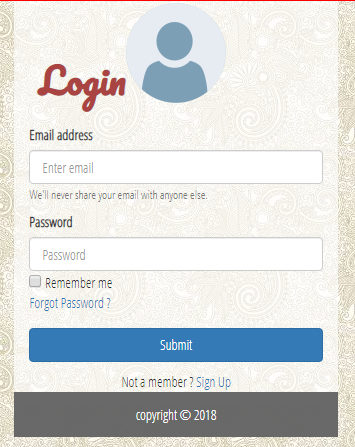 Login
Email address
Enter email
We'll never share your email with anyone else.
Password
Password
Remember me
Forgot Password ?
Submit
Not a member ? Sign Up
copyright © 2018